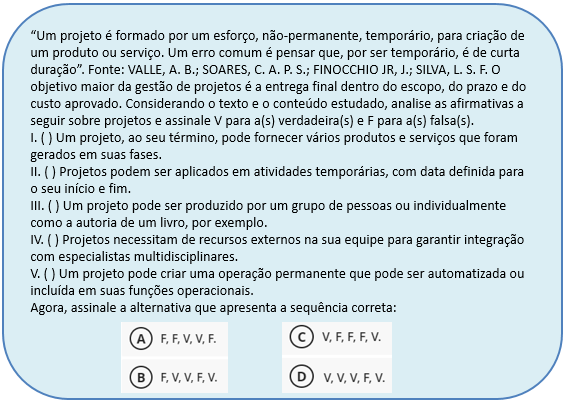 “Um projeto é formado por um esforço, não-permanente, temporário, para criação de
um produto ou serviço. Um erro comum é pensar que, por ser temporário, é de curta
duração”. Fonte: VALLE, A. B.; SOARES, C. A. P. S.; FINOCCHIO JR, J.; SILVA, L. S. F. O
objetivo maior da gestão de projetos é a entrega final dentro do escopo, do prazo e do
custo aprovado. Considerando o texto e o conteúdo estudado, analise as afirmativas a
seguir sobre projetos e assinale V para a(s) verdadeira(s) e F para a(s) falsa(s).
I. ( ) Um projeto, ao seu término, pode fornecer vários produtos e serviços que foram
gerados em suas fases.
II. ( ) Projetos podem ser aplicados em atividades temporárias, com data definida para
o seu início e fim.
III. ( ) Um projeto pode ser produzido por um grupo de pessoas ou individualmente
como a autoria de um livro, por exemplo.
IV. ( ) Projetos necessitam de recursos externos na sua equipe para garantir integração
com especialistas multidisciplinares.
V. ( ) Um projeto pode criar uma operação permanente que pode ser automatizada ou
incluída em suas funções operacionais.
Agora, assinale a alternativa que apresenta a sequência correta:
A F, F, V, V, F.
B F, V, V, F, V.
C V, F, F, F, V.
D V, V, V, F, V.